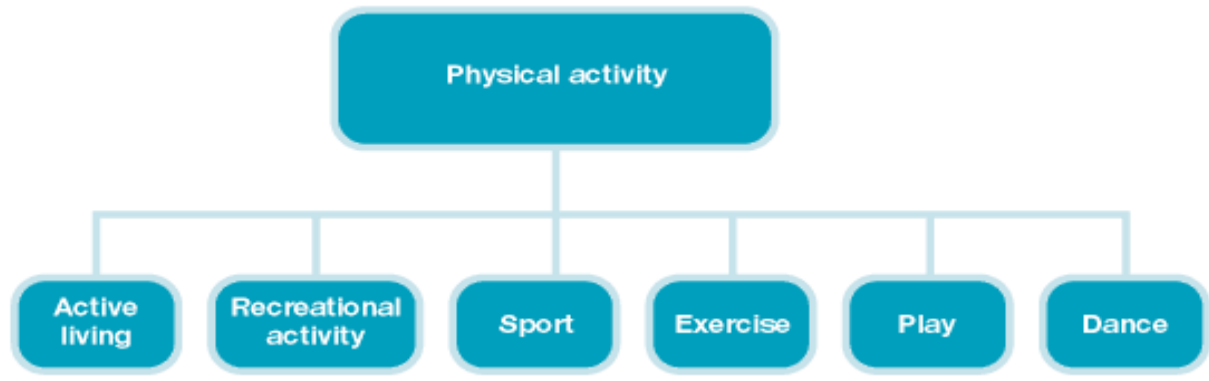 Physical activity
Active
living
Recreational
activity
Sport
Exercise
Play
Dance